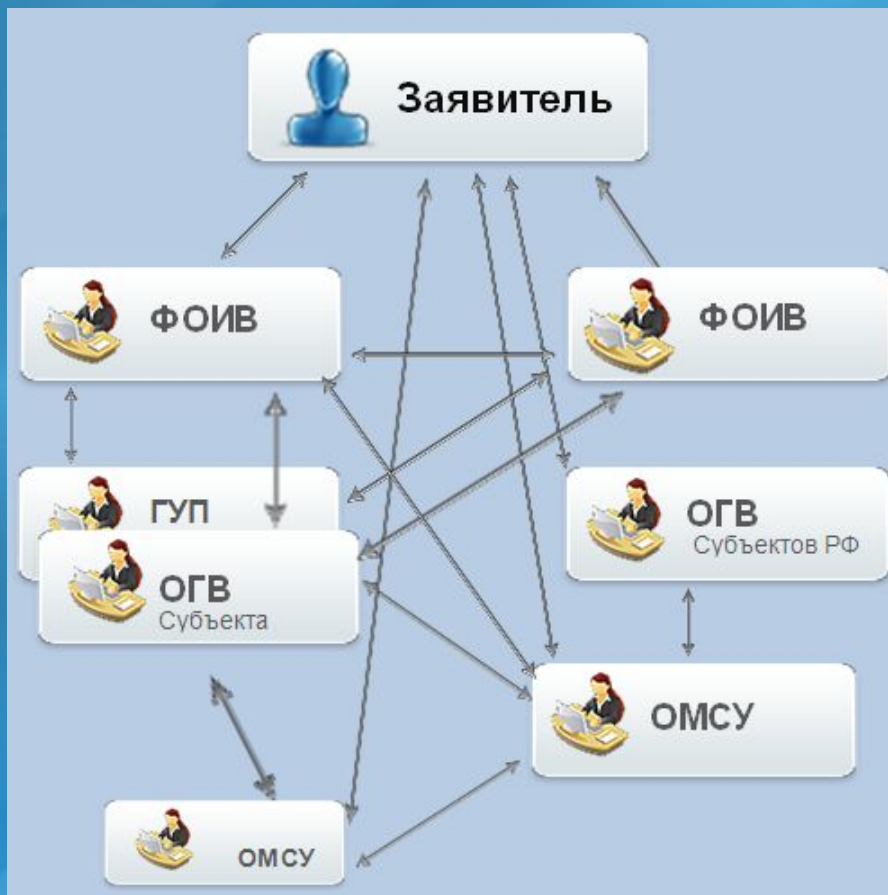 Заявитель
ФОИВ
ФОИВ
ГУП
ОГВ
Субъекта
ОГВ
Субъектов РФ
ОМСУ
ОМСУ